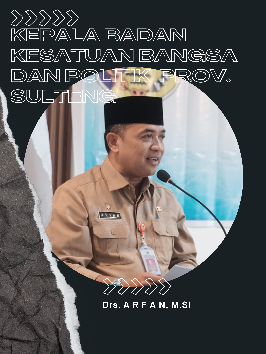 KEPALA BADAN
KESATUAN BANGSA
DAN POLITIK PROV.
SULTENG
Drs. A R F A N, M.SI